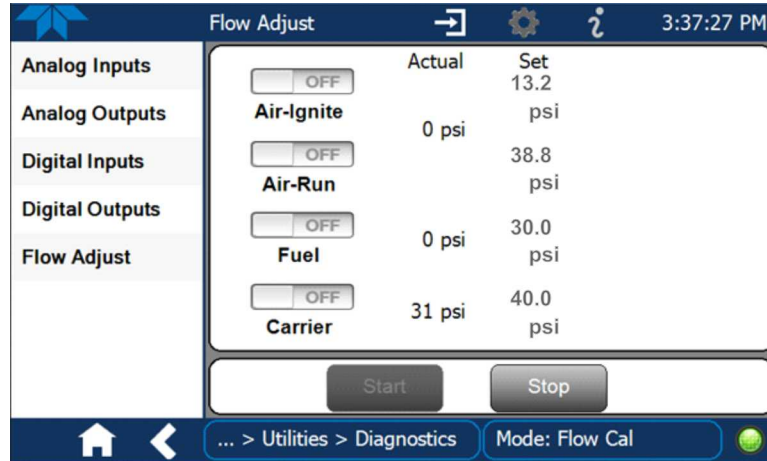 Flow Adjust 3:37:27 PM
Analog Inputs
Analog Outputs
Digital Inputs
Digital Outputs
Flow Adjust
Actual Set
OFF 13.2
Air-Ignite psi
0 psi
OFF 38.8
Air-Run psi
OFF 30.0
Fuel 0 psi psi
OFF 40.0
Carrier 31 psi psi
Start Stop
... > Utilities > Diagnostics Mode: Flow Cal